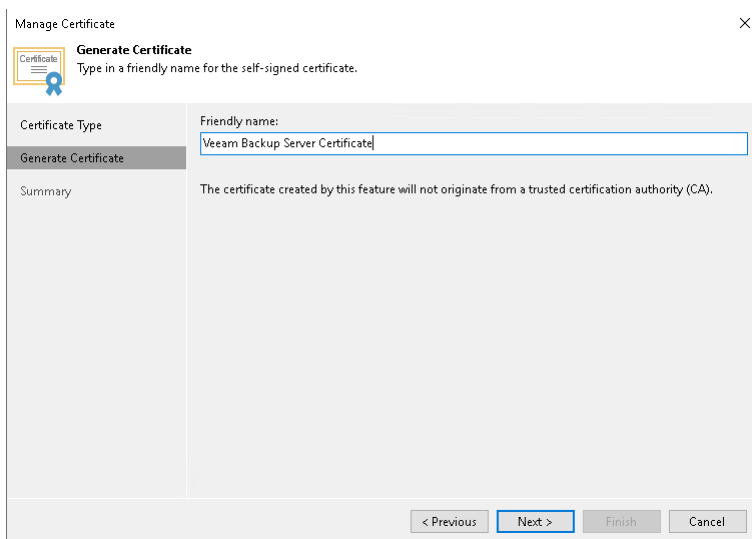 Manage Certificate
Certificate
Generate Certificate
Type in a friendly name for the self-signed certificate.
Certificate Type
Generate Certificate
Summary
Friendly name:
Veeam Backup Server Certificate
The certificate created by this feature will not originate from a trusted certification authority (CA).
< Previous Next > Finish Cancel